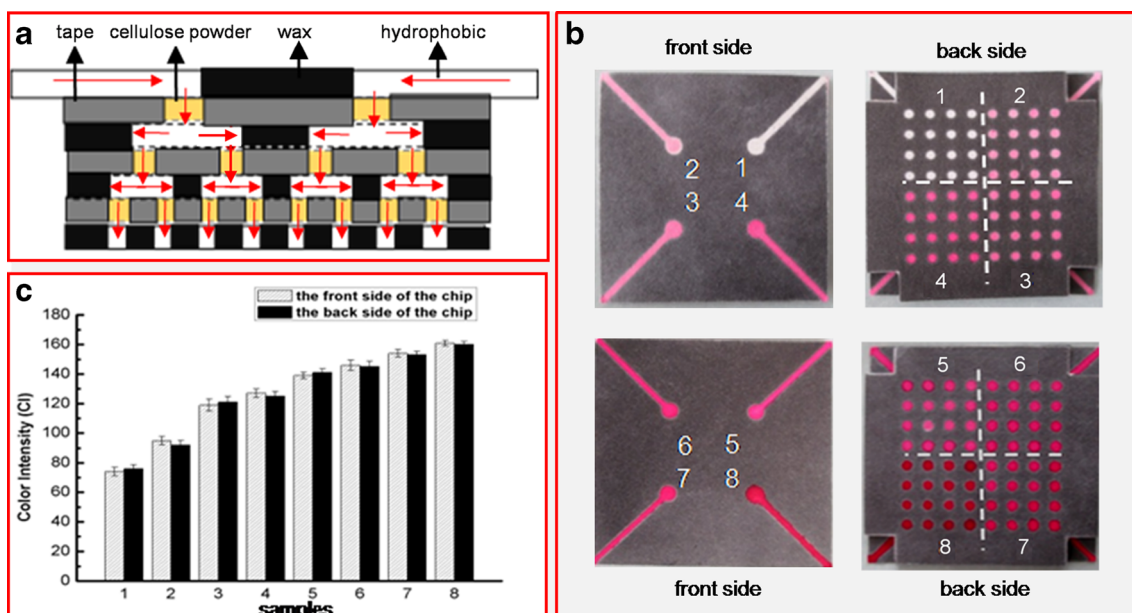 a
tape cellulose powder wax hydrophobic
b
front side back side
1 2
2 1
3 4
4 3
5 6
6 5
7 8
8 7
front side back side
c
the front side of the chip
the back side of the chip
Color Intensity (CI)
180
160
140
120
100
80
60
40
20
0
1 2 3 4 5 6 7 8
samples